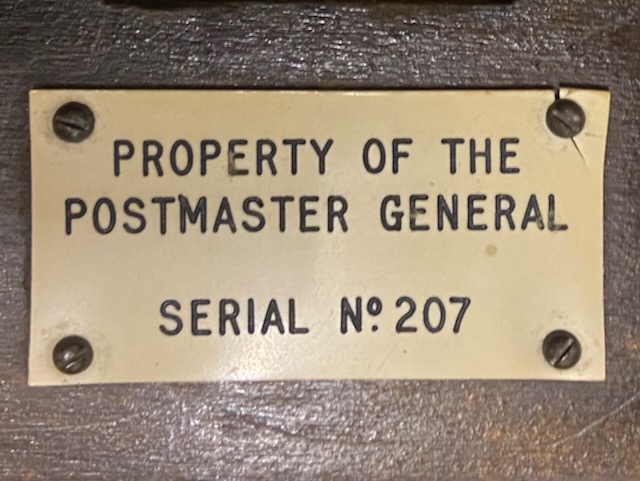 PROPERTY OF THE
POSTMASTER GENERAL
SERIAL Nº 207